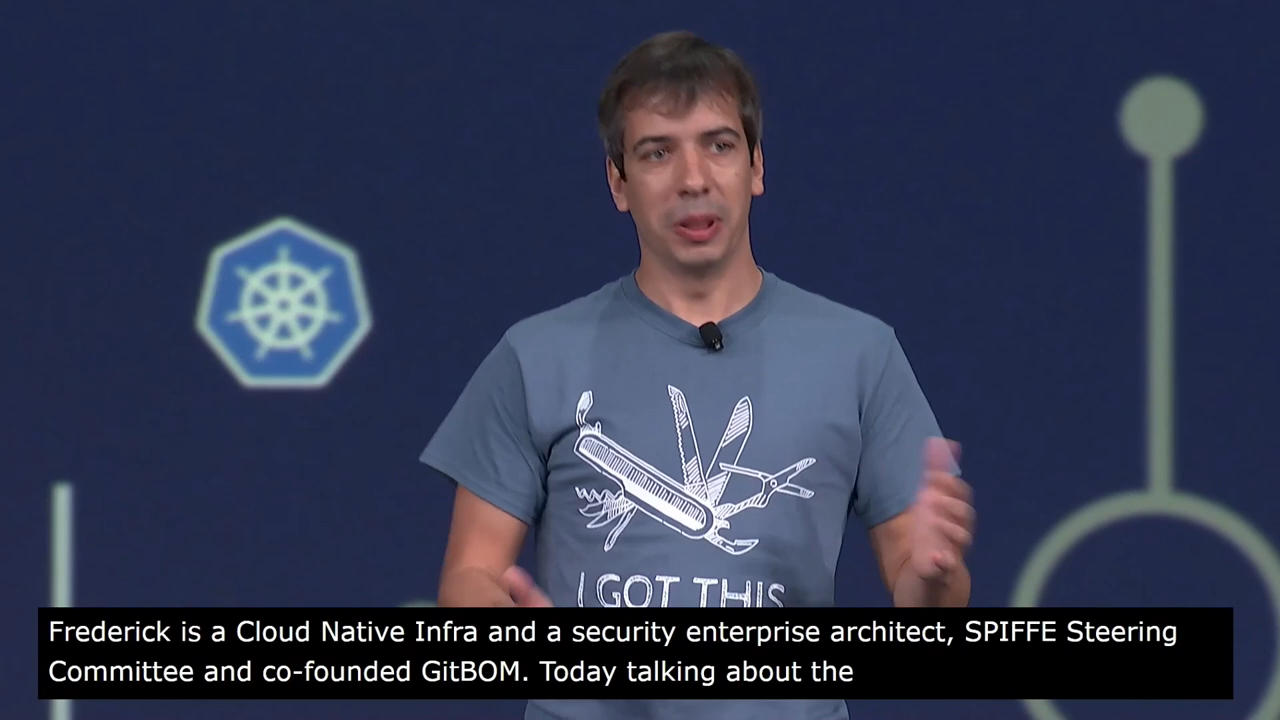 I GOT THIS
Frederick is a Cloud Native Infra and a security enterprise architect, SPIFFE Steering
Committee and co-founded GitBOM. Today talking about the